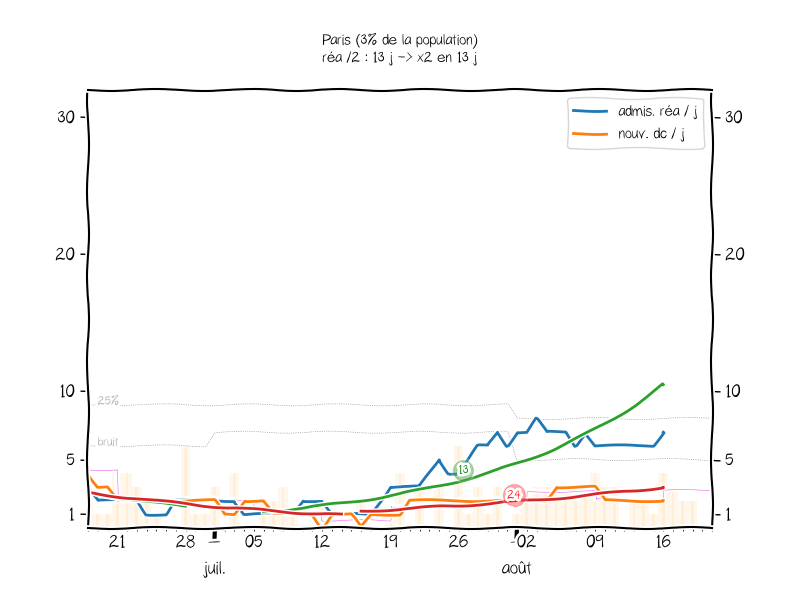 Paris (3% de la population)
réa /2 : 13 j -> x2 en 13 j
admis. réa / j
nouv. dc / j
30
30
20
20
10
10
25%
bruit
5
5
13
24
1
1
21 28 05 12 19 26 02 09 16
juil. août